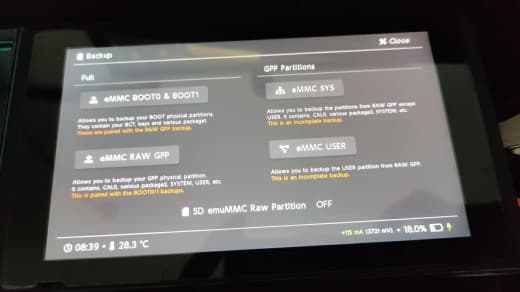 Backup
Close
Full
eMMC BOOT0 & BOOT1
Allows you to backup your BOOT physical partitions.
They contain your BCT, keys and various package1.
These are paired with the RAW GPP backup.
eMMC RAW GPP
Allows you to backup your GPP physical partition.
It contains, CAL0, various package2, SYSTEM, USER, etc.
This is paired with the BOOT0/1 backups.
GPP Partitions
eMMC SYS
Allows you to backup the partitions from RAW GPP except
USER. It contains, CAL0, various package2, SYSTEM, etc.
This is an incomplete backup.
eMMC USER
Allows you to backup the USER partition from RAW GPP.
This is an incomplete backup.
SD emuMMC Raw Partition OFF
08:39 • 28.3 °C
+115 mA (3721 mV) • 18.0%